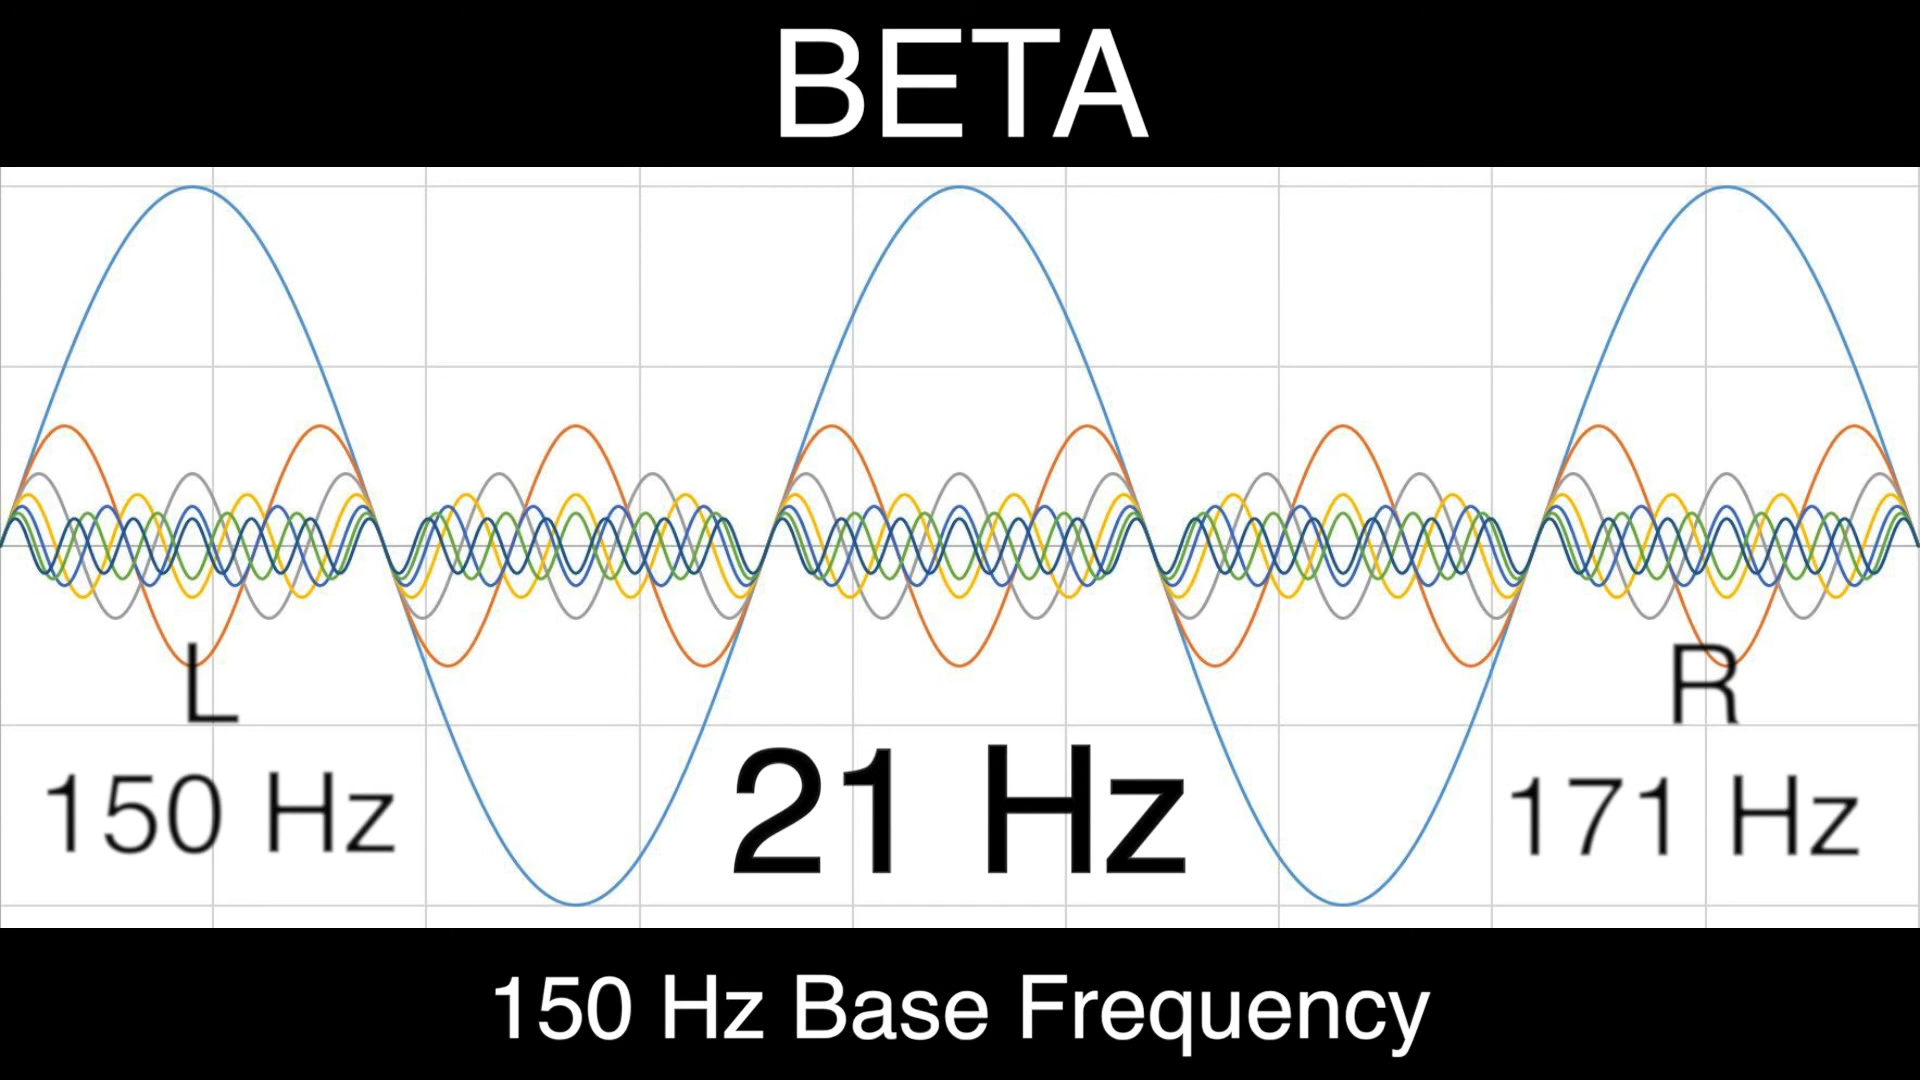 BETA
L
R
150 Hz
21 Hz
171 Hz
150 Hz Base Frequency